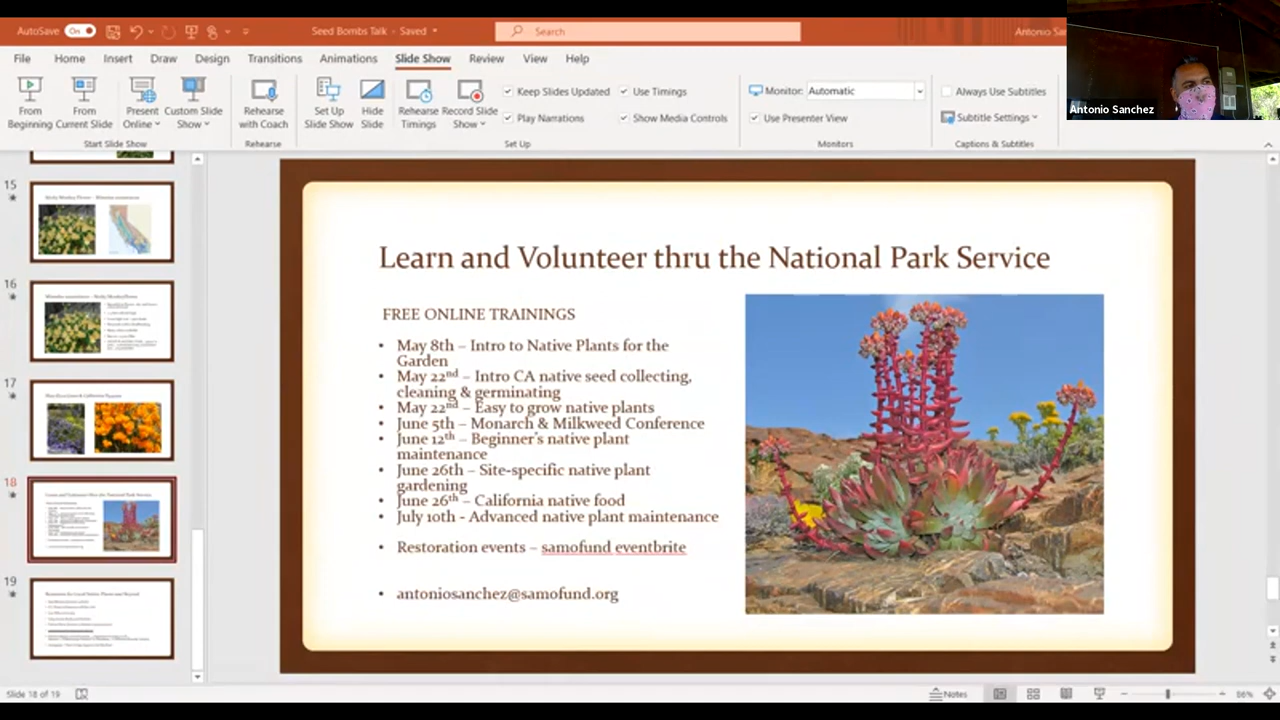 AutoSave On Seed Bombs Talk - Saved Search Antonio
File Home Insert Draw Design Transitions Animations Slide Show Review View Help
From Beginning
From Current Slide
Present Online
Custom Slide Show
Rehearse with Coach
Set Up Slide Show
Hide Slide
Rehearse Timings
Record Slide Show
Keep Slides Updated
Play Narrations
Use Timings
Show Media Controls
Monitor: Automatic
Use Presenter View
Always Use Subtitles
Subtitle Settings
Start Slide Show Rehearse Set Up Monitors Captions & Subtitles
Antonio Sanchez
15
16
17
18
19
Learn and Volunteer thru the National Park Service
FREE ONLINE TRAININGS
• May 8th – Intro to Native Plants for the
Garden
• May 22nd – Intro CA native seed collecting,
cleaning & germinating
• May 22nd – Easy to grow native plants
• June 5th – Monarch & Milkweed Conference
• June 12th – Beginner's native plant
maintenance
• June 26th – Site-specific native plant
gardening
• June 26th – California native food
• July 10th - Advanced native plant maintenance
• Restoration events – samofund eventbrite
• antoniosanchez@samofund.org
Slide 18 of 19 Notes 86%